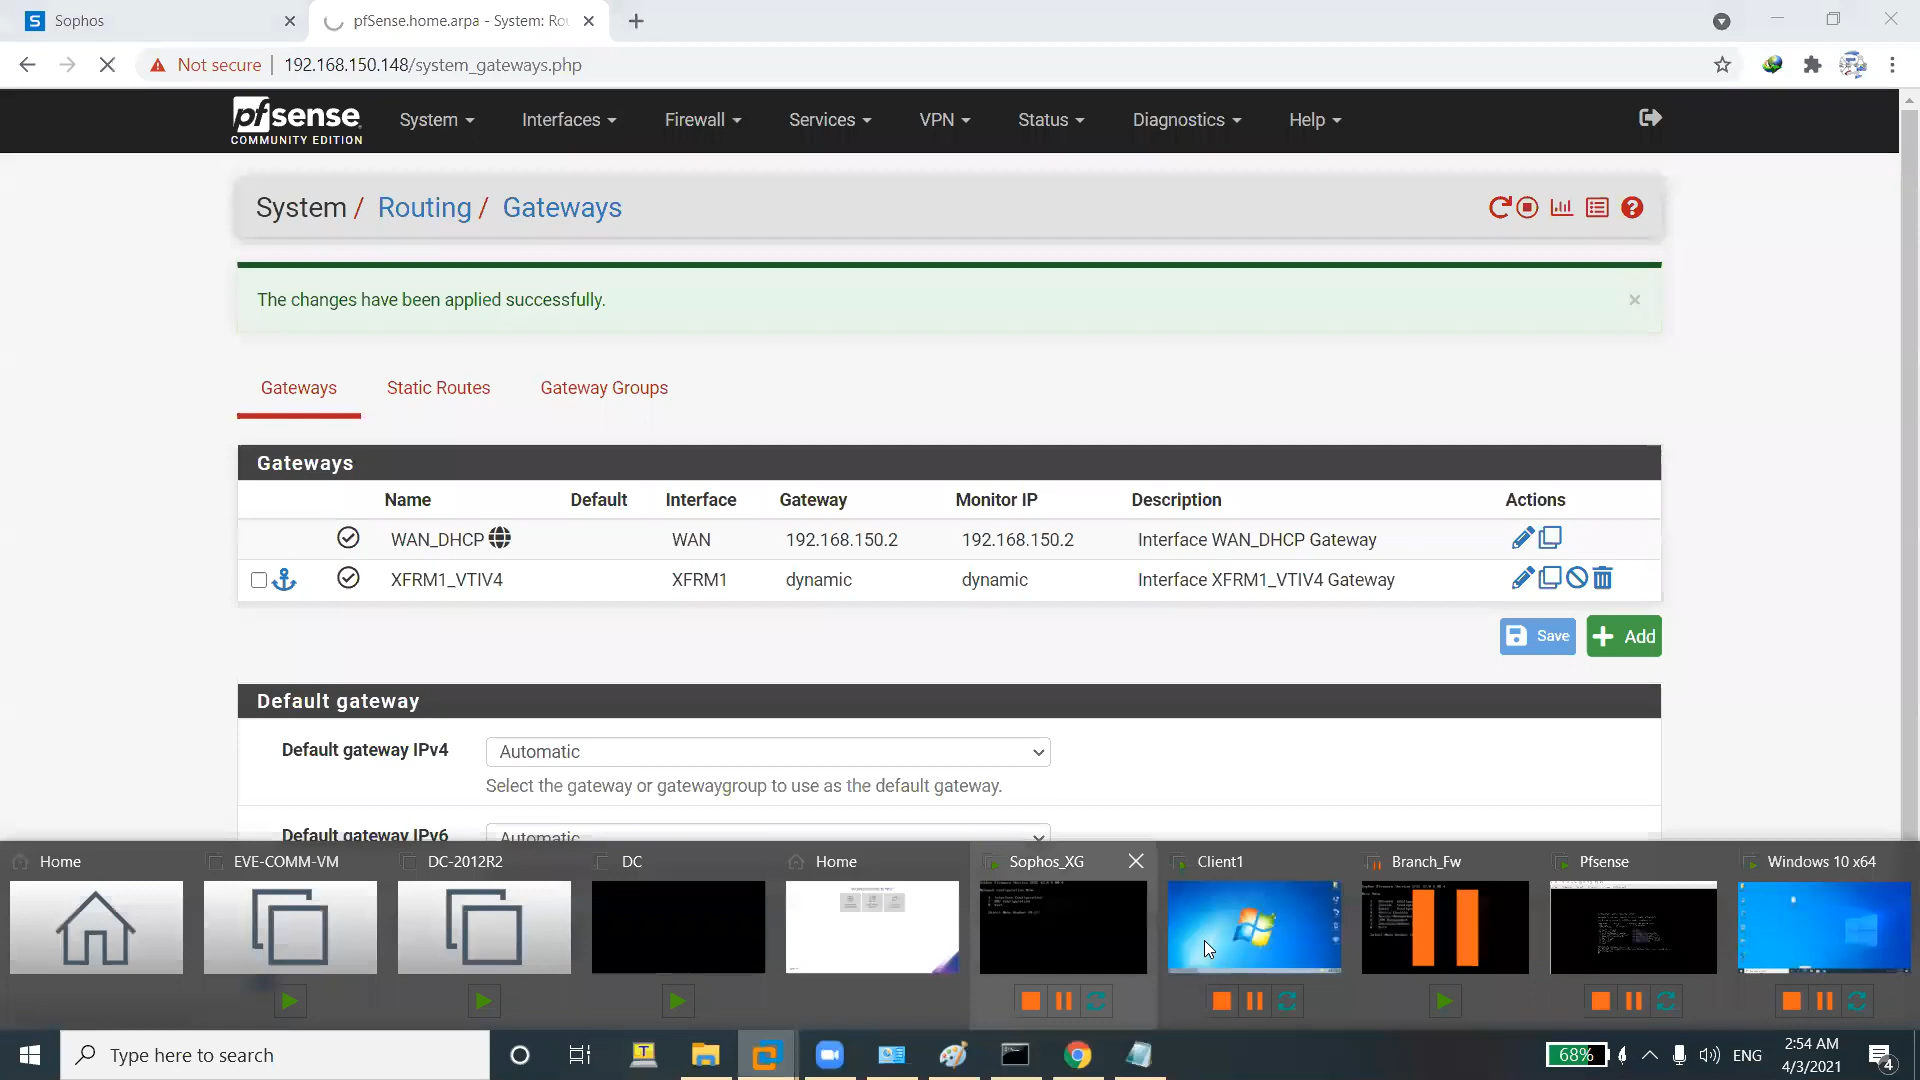 Sophos
pfSense.home.arpa - System: Rou
Not secure
192.168.150.148/system_gateways.php
pfsense
COMMUNITY EDITION
System
Interfaces
Firewall
Services
VPN
Status
Diagnostics
Help
System / Routing / Gateways
The changes have been applied successfully.
Gateways
Static Routes
Gateway Groups
Gateways
Name Default Interface Gateway Monitor IP Description Actions
WAN_DHCP WAN 192.168.150.2 192.168.150.2 Interface WAN_DHCP Gateway
XFRM1_VTIV4 XFRM1 dynamic dynamic Interface XFRM1_VTIV4 Gateway
Save
Add
Default gateway
Default gateway IPv4
Automatic
Select the gateway or gatewaygroup to use as the default gateway.
Default gateway IPv6
Automatic
Home
EVE-COMM-VM
DC-2012R2
DC
Home
Sophos_XG
Client1
Branch_Fw
Pfsense
Windows 10 x64
Type here to search
68%
ENG
2:54 AM
4/3/2021
4